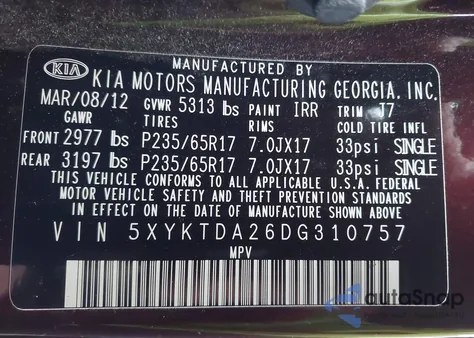 MANUFACTURED BY
KIA KIA MOTORS MANUFACTURING GEORGIA, INC.
MAR/08/12 GVWR 5313 lbs PAINT IRR TRIM J7
GAWR TIRES RIMS COLD TIRE INFL
FRONT 2977 lbs P235/65R17 7.0JX17 33psi SINGLE
REAR 3197 lbs P235/65R17 7.0JX17 33psi SINGLE
THIS VEHICLE CONFORMS TO ALL APPLICABLE U.S.A. FEDERAL
MOTOR VEHICLE SAFETY AND THEFT PREVENTION STANDARDS
IN EFFECT ON THE DATE OF MANUFACTURE SHOWN ABOVE
VIN 5XYKTDA26DG310757
MPV
autoSnap